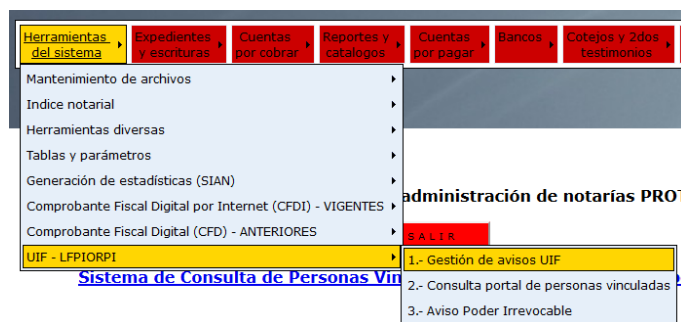 Herramientas del sistema
Expedientes y escrituras
Cuentas por cobrar
Reportes y catalogos
Cuentas por pagar
Bancos
Cotejos y 2dos testimonios
Mantenimiento de archivos
Indice notarial
Herramientas diversas
Tablas y parámetros
Generación de estadísticas (SIAN)
administración de notarías PROT
Comprobante Fiscal Digital por Internet (CFDI) - VIGENTES
Comprobante Fiscal Digital (CFD) - ANTERIORES
SALIR
UIF - LFPIORPI
1.- Gestión de avisos UIF
Sistema de Consulta de Personas Vin
2.- Consulta portal de personas vinculadas
3.- Aviso Poder Irrevocable